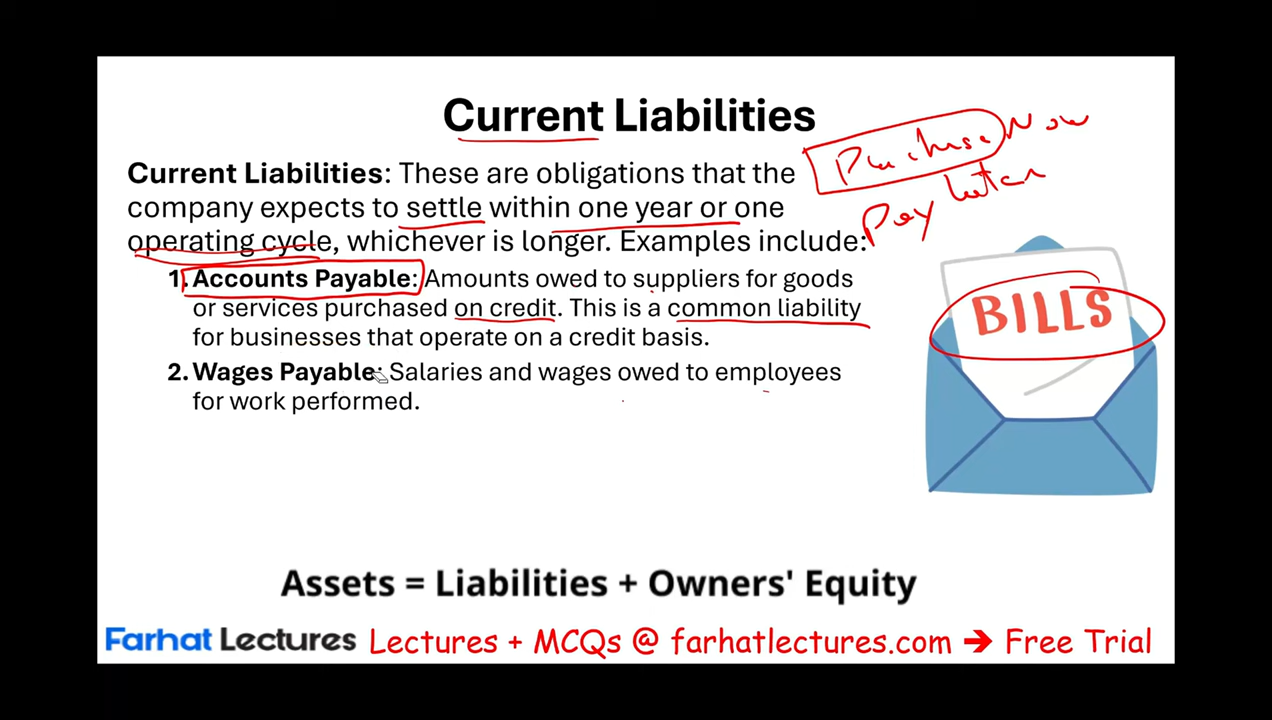 Current Liabilities
Purchase Now
Pay later
Current Liabilities: These are obligations that the
company expects to settle within one year or one
operating cycle, whichever is longer. Examples include:
1. Accounts Payable: Amounts owed to suppliers for goods
or services purchased on credit. This is a common liability
for businesses that operate on a credit basis.
2. Wages Payable: Salaries and wages owed to employees
for work performed.
BILLS
Assets = Liabilities + Owners' Equity
Farhat Lectures Lectures + MCQs @ farhatlectures.com → Free Trial